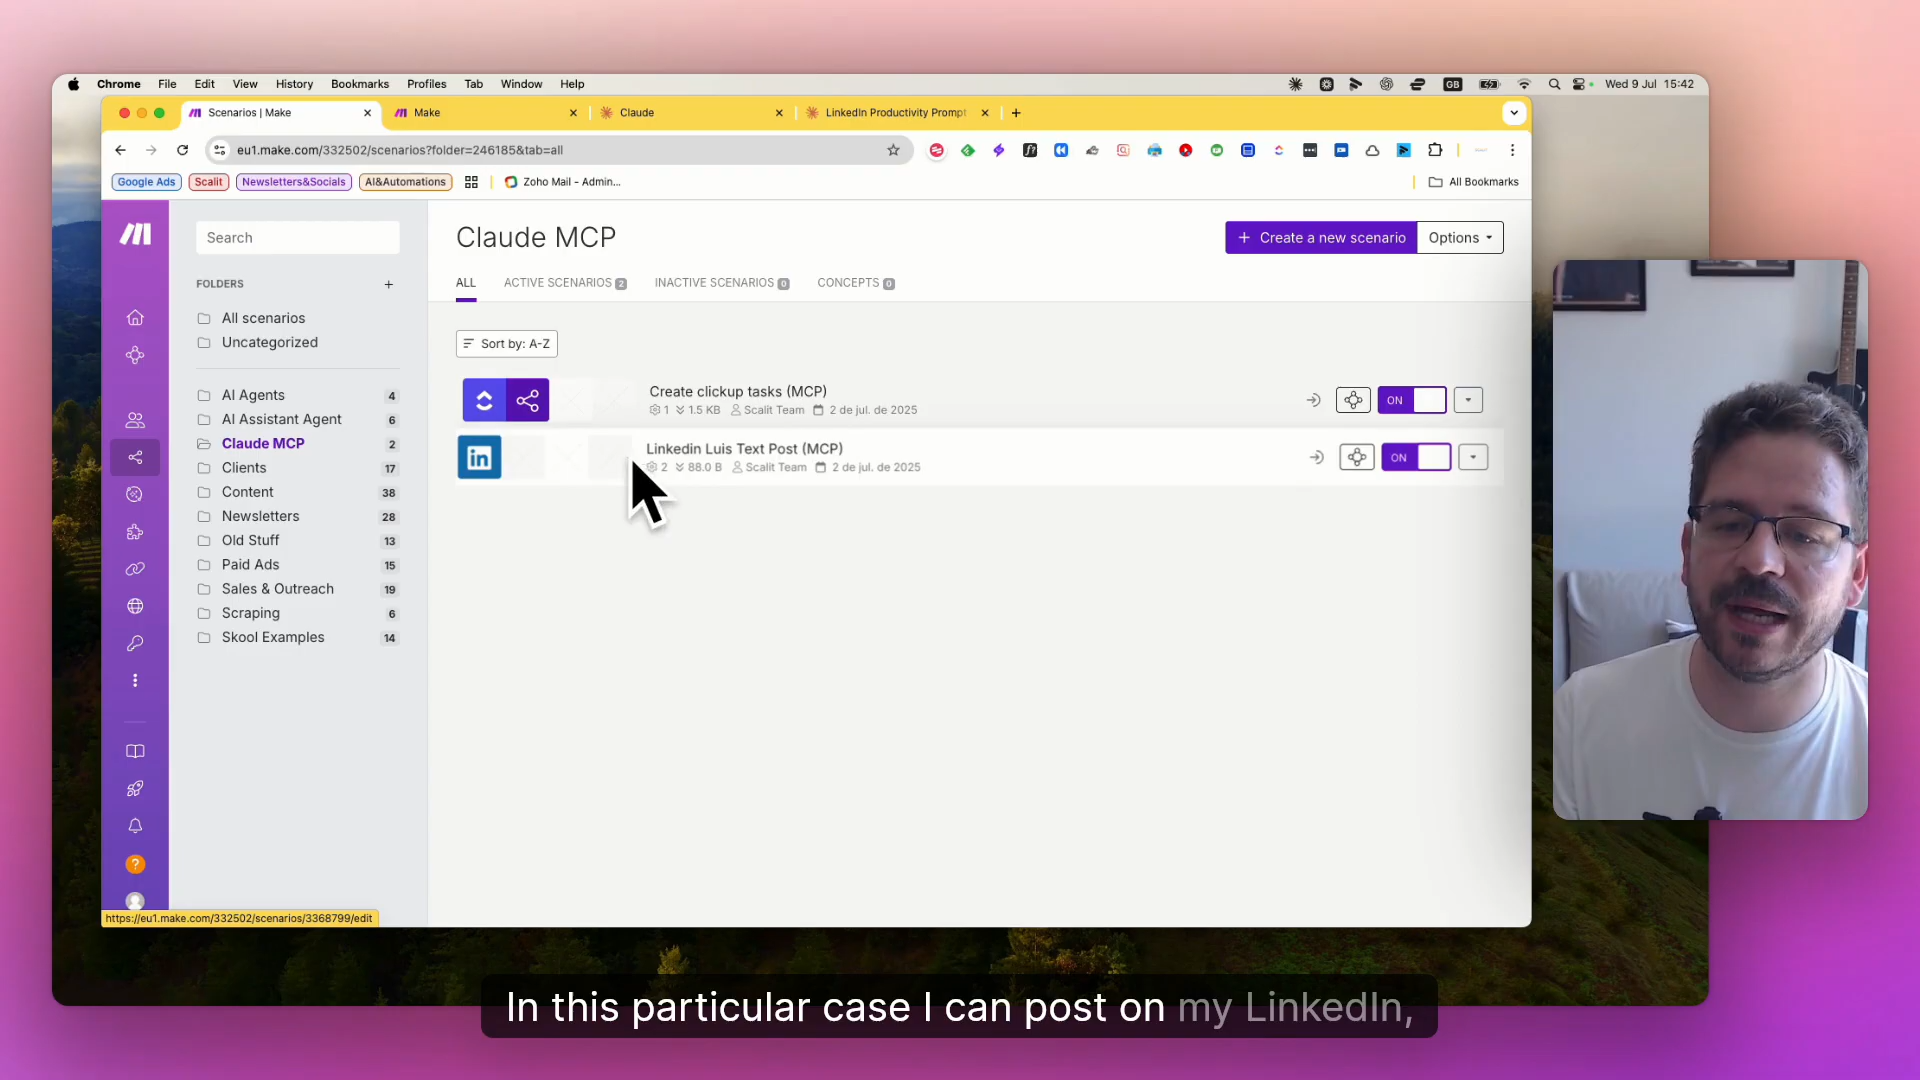 Chrome File Edit View History Bookmarks Profiles Tab Window Help
GB
Wed 9 Jul 15:42
Scenarios | Make
Make
Claude
LinkedIn Productivity Prompt
eu1.make.com/332502/scenarios?folder=246185&tab=all
Google Ads
Scalit
Newsletters&Socials
AI&Automations
Zoho Mail - Admin...
All Bookmarks
Search
FOLDERS
All scenarios
Uncategorized
AI Agents 4
AI Assistant Agent 6
Claude MCP 2
Clients 17
Content 38
Newsletters 28
Old Stuff 13
Paid Ads 15
Sales & Outreach 19
Scraping 6
Skool Examples 14
Claude MCP
+ Create a new scenario
Options
ALL
ACTIVE SCENARIOS 2
INACTIVE SCENARIOS 0
CONCEPTS 0
Sort by: A-Z
Create clickup tasks (MCP)
1 1.5 KB Scalit Team 2 de jul. de 2025
ON
in
Linkedin Luis Text Post (MCP)
2 88.0 B Scalit Team 2 de jul. de 2025
ON
?
https://eu1.make.com/332502/scenarios/3368799/edit
In this particular case I can post on my LinkedIn,